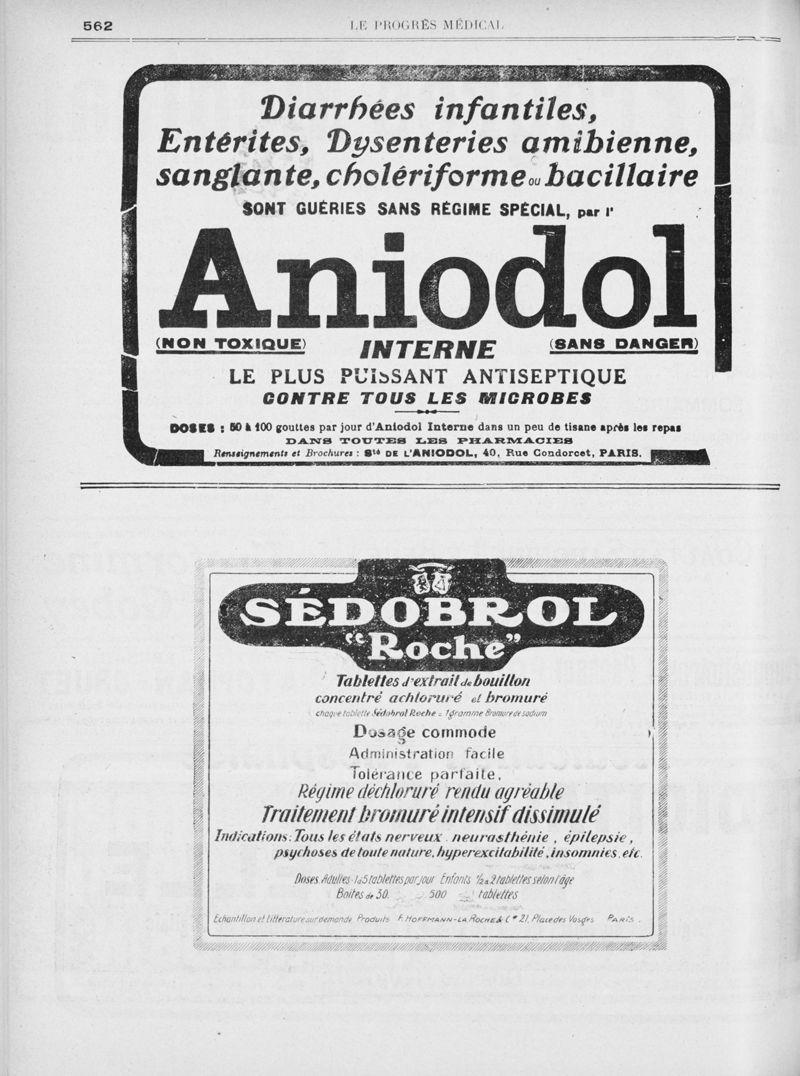 562
LE PROGRÈS MÉDICAL
Diarrhées infantiles,
Entérites, Dysenteries amibienne,
sanglante, cholériforme ou bacillaire
SONT GUÉRIES SANS RÉGIME SPÉCIAL, par l'
Aniodol
(NON TOXIQUE) INTERNE (SANS DANGER)
LE PLUS PUISSANT ANTISEPTIQUE
CONTRE TOUS LES MICROBES
DOSES : 50 à 100 gouttes par jour d'Aniodol Interne dans un peu de tisane après les repas
DANS TOUTES LES PHARMACIES
Renseignements et Brochures : Sté DE L'ANIODOL, 40, Rue Condorcet, PARIS.
SÉDOBROL
"Roche"
Tablettes d'extrait de bouillon
concentré achloruré et bromuré
chaque tablette Sédobrol Roche = 1 gramme Bromure de sodium
Dosage commode
Administration facile
Tolérance parfaite,
Régime déchloruré rendu agréable
Traitement bromuré intensif dissimulé
Indications: Tous les états nerveux, neurasthénie, épilepsie,
psychoses de toute nature, hyperexcitabilité, insomnies, etc.
Doses. Adultes 1 à 5 tablettes par jour Enfants ½ à 2 tablettes selon l'âge
Boites de 30. 500 tablettes
Echantillon et Littérature sur demande. Produits F. HOFFMANN-LA ROCHE & Cie 21, Place des Vosges PARIS.